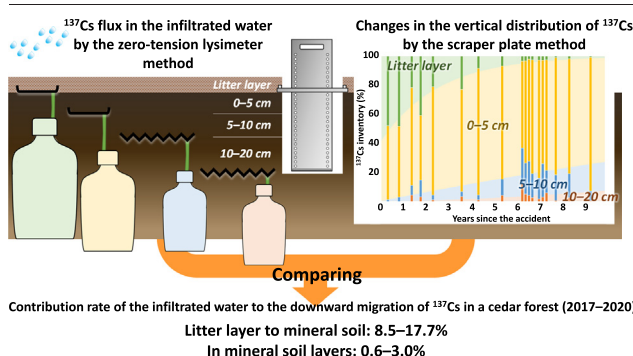 137Cs flux in the infiltrated water
by the zero-tension lysimeter
method
Changes in the vertical distribution of 137Cs
by the scraper plate method
Litter layer
0–5 cm
5–10 cm
10–20 cm
137Cs inventory (%)
100
80
60
40
20
Litter layer
0–5 cm
5–10 cm
10–20 cm
0 1 2 3 4 5 6 7 8 9
Years since the accident
Comparing
Contribution rate of the infiltrated water to the downward migration of 137Cs in a cedar forest (2017–2020)
Litter layer to mineral soil: 8.5–17.7%
In mineral soil layers: 0.6–3.0%